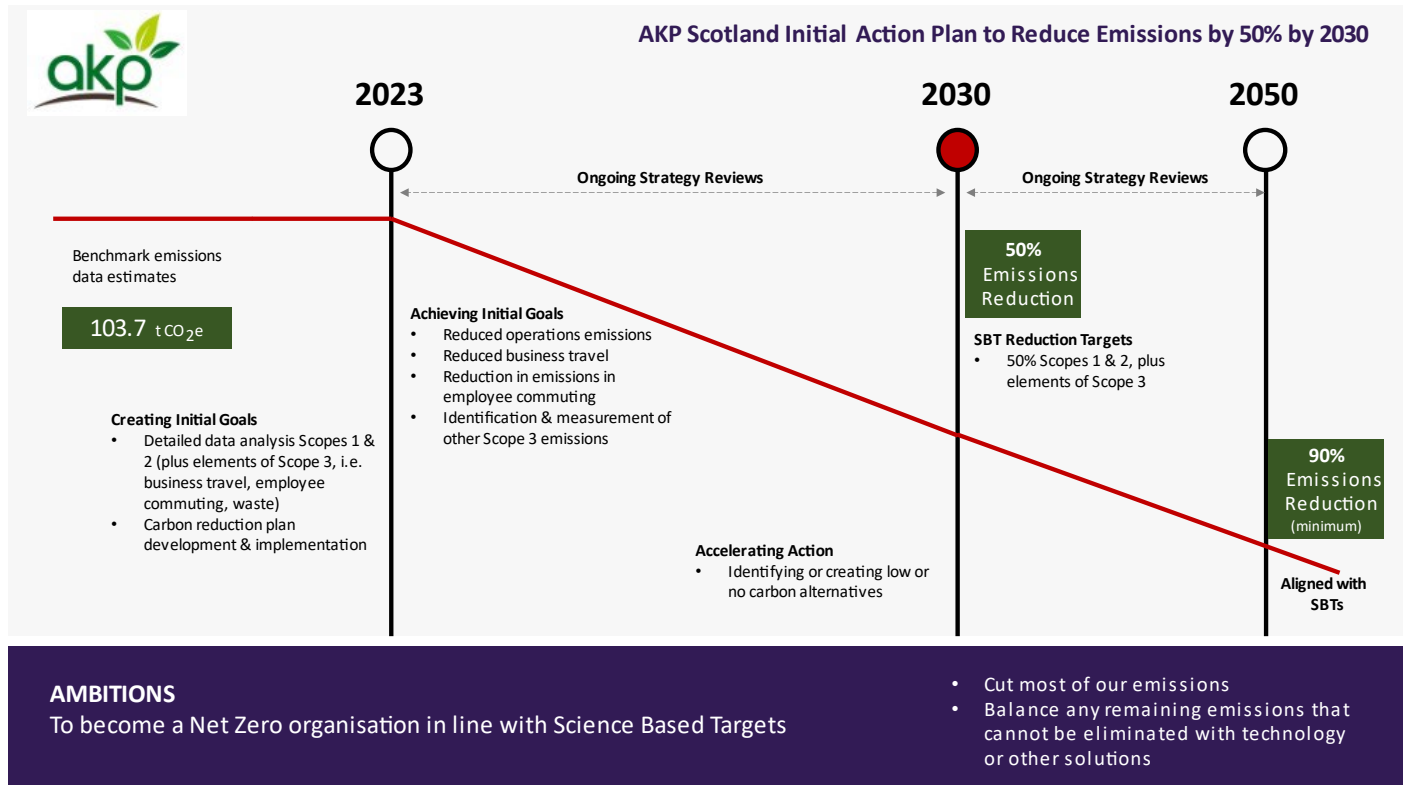 akp
AKP Scotland Initial Action Plan to Reduce Emissions by 50% by 2030
2023
2030
2050
Ongoing Strategy Reviews
Ongoing Strategy Reviews
Benchmark emissions
data estimates
103.7 t CO₂e
Creating Initial Goals
• Detailed data analysis Scopes 1 &
2 (plus elements of Scope 3, i.e.
business travel, employee
commuting, waste)
• Carbon reduction plan
development & implementation
Achieving Initial Goals
• Reduced operations emissions
• Reduced business travel
• Reduction in emissions in
employee commuting
• Identification & measurement of
other Scope 3 emissions
Accelerating Action
• Identifying or creating low or
no carbon alternatives
50%
Emissions
Reduction
SBT Reduction Targets
• 50% Scopes 1 & 2, plus
elements of Scope 3
90%
Emissions
Reduction
(minimum)
Aligned with
SBTs
AMBITIONS
To become a Net Zero organisation in line with Science Based Targets
• Cut most of our emissions
• Balance any remaining emissions that
cannot be eliminated with technology
or other solutions